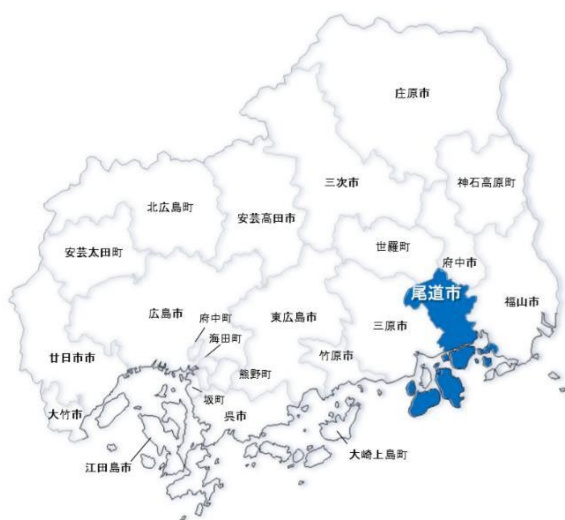 庄原市
三次市
神石高原町
北広島町
安芸高田市
世羅町
安芸太田町
府中市
尾道市
福山市
広島市
府中町
東広島市
三原市
海田町
廿日市市
竹原市
熊野町
坂町
大竹市
呉市
大崎上島町
江田島市